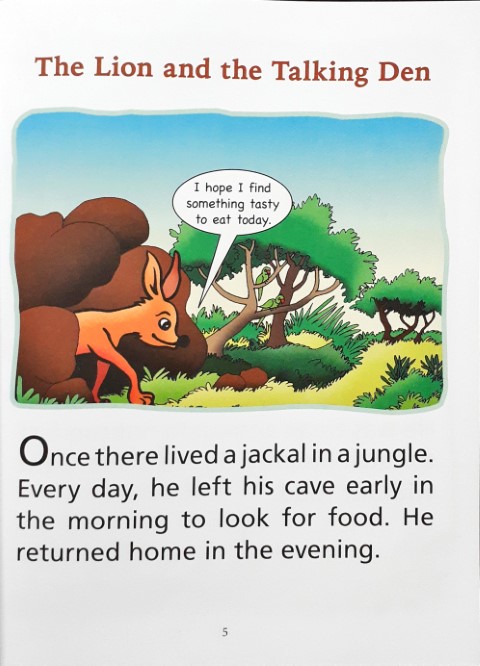 The Lion and the Talking Den
I hope I find
something tasty
to eat today.
Once there lived a jackal in a jungle.
Every day, he left his cave early in
the morning to look for food. He
returned home in the evening.
5